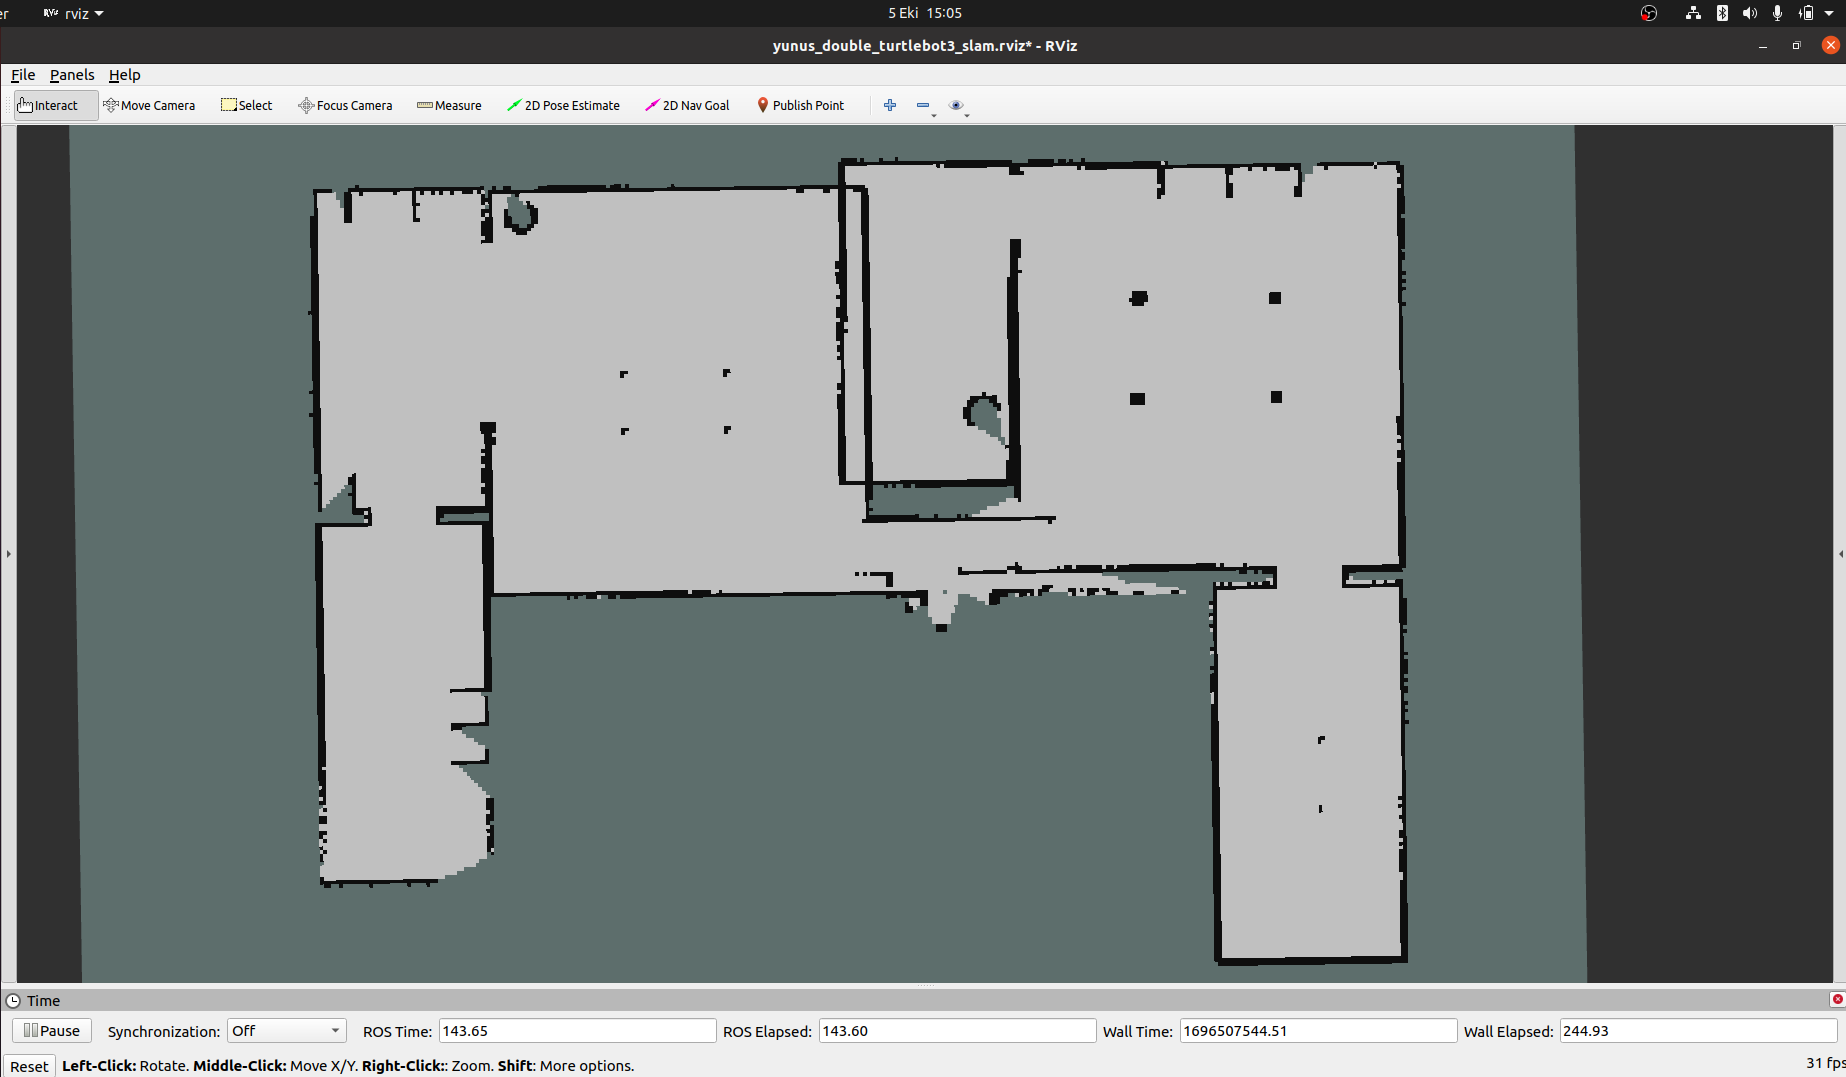 er rviz 5 Eki 15:05
yunus_double_turtlebot3_slam.rviz* - RViz
File Panels Help
Interact Move Camera Select Focus Camera Measure 2D Pose Estimate 2D Nav Goal Publish Point
Time
Pause Synchronization: Off ROS Time: 143.65 ROS Elapsed: 143.60 Wall Time: 1696507544.51 Wall Elapsed: 244.93
Reset Left-Click: Rotate. Middle-Click: Move X/Y. Right-Click:: Zoom. Shift: More options. 31 fps